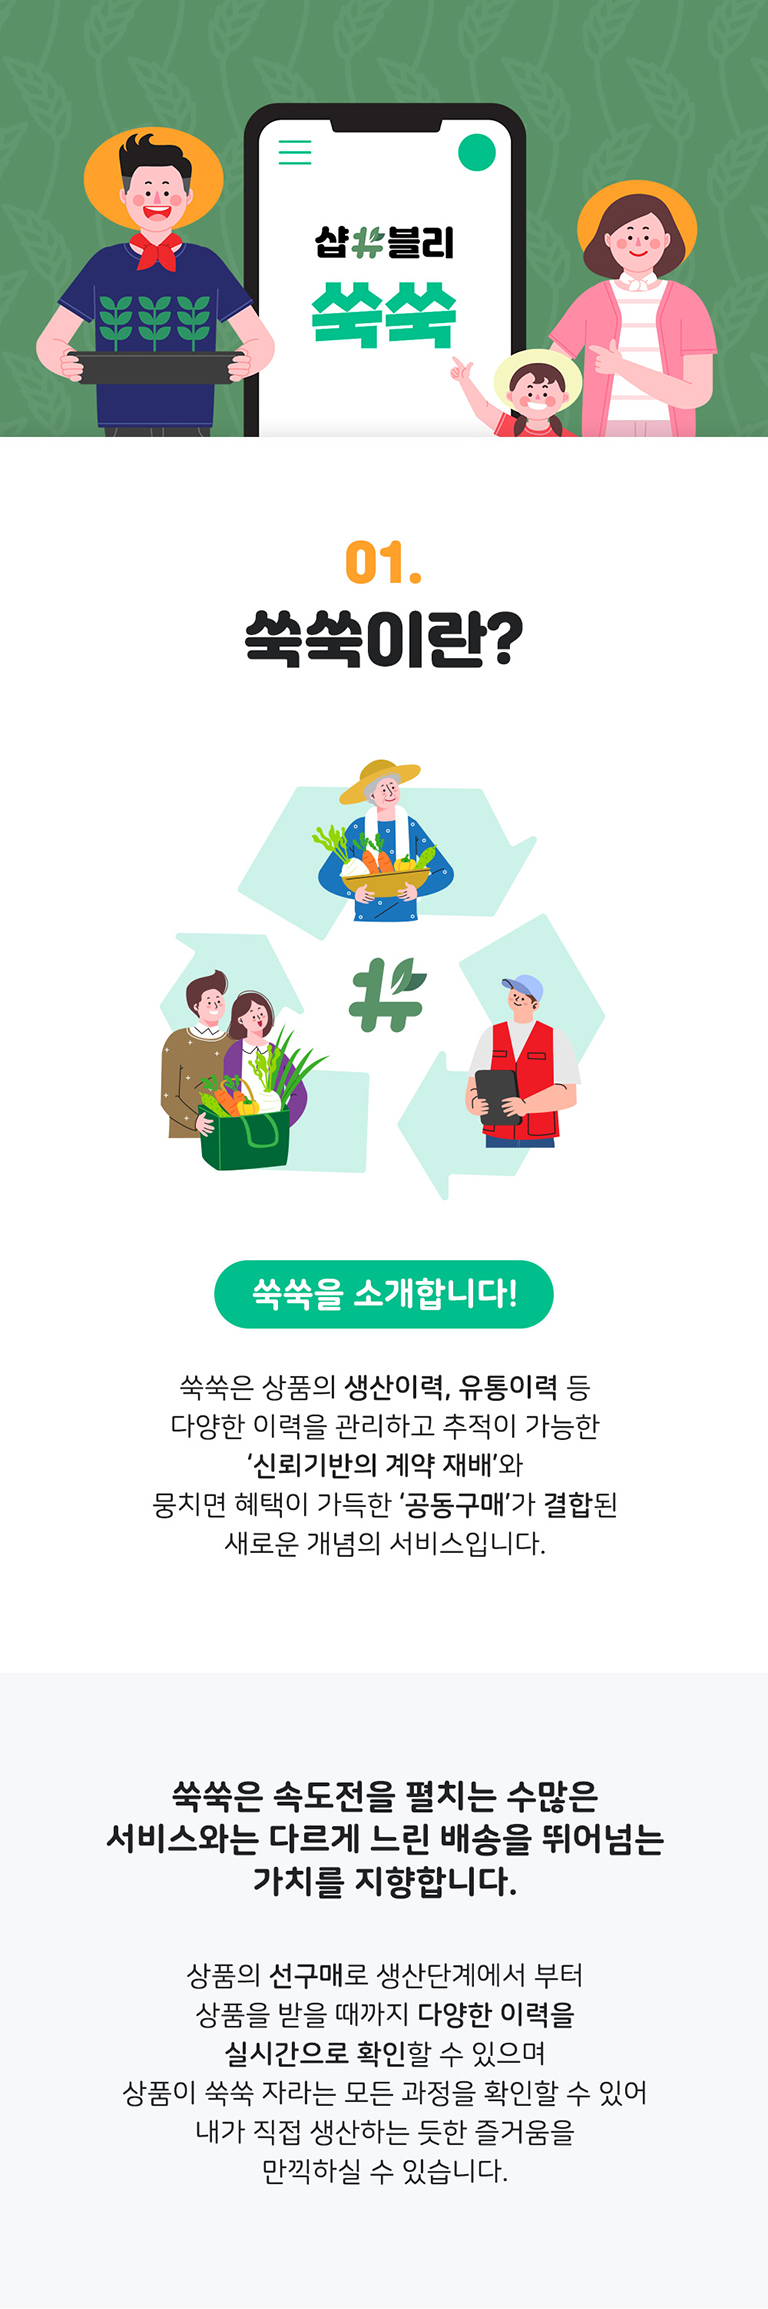 샵#블리
쑥쑥
01.
쑥쑥이란?
쑥쑥을 소개합니다!
쑥쑥은 상품의 생산이력, 유통이력 등
다양한 이력을 관리하고 추적이 가능한
‘신뢰기반의 계약 재배’와
뭉치면 혜택이 가득한 ‘공동구매’가 결합된
새로운 개념의 서비스입니다.
쑥쑥은 속도전을 펼치는 수많은
서비스와는 다르게 느린 배송을 뛰어넘는
가치를 지향합니다.
상품의 선구매로 생산단계에서 부터
상품을 받을 때까지 다양한 이력을
실시간으로 확인할 수 있으며
상품이 쑥쑥 자라는 모든 과정을 확인할 수 있어
내가 직접 생산하는 듯한 즐거움을
만끽하실 수 있습니다.